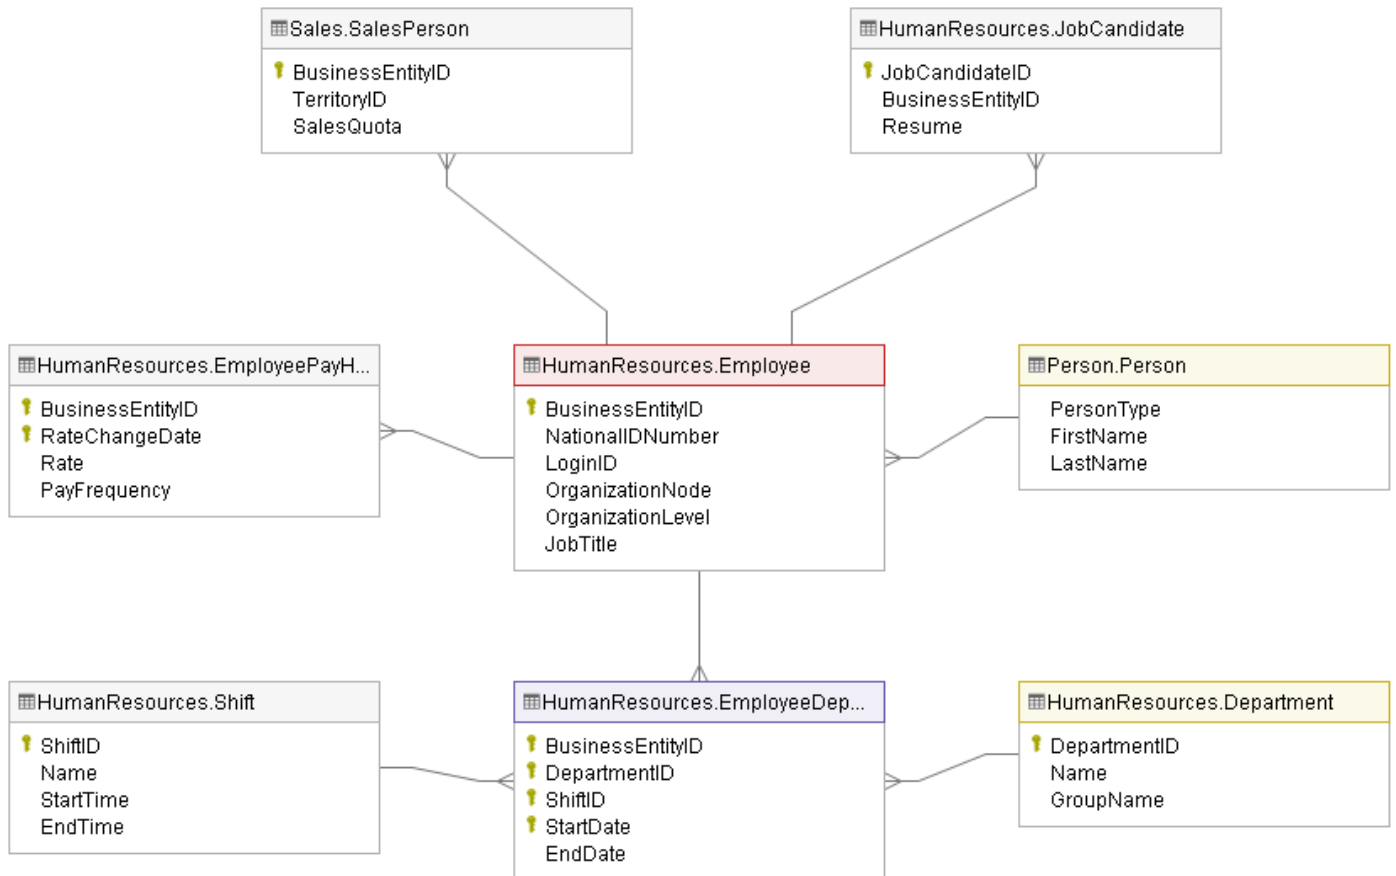 Sales.SalesPerson
BusinessEntityID
TerritoryID
SalesQuota
HumanResources.JobCandidate
JobCandidateID
BusinessEntityID
Resume
HumanResources.EmployeePayH...
BusinessEntityID
RateChangeDate
Rate
PayFrequency
HumanResources.Employee
BusinessEntityID
NationalIDNumber
LoginID
OrganizationNode
OrganizationLevel
JobTitle
Person.Person
PersonType
FirstName
LastName
HumanResources.Shift
ShiftID
Name
StartTime
EndTime
HumanResources.EmployeeDep...
BusinessEntityID
DepartmentID
ShiftID
StartDate
EndDate
HumanResources.Department
DepartmentID
Name
GroupName